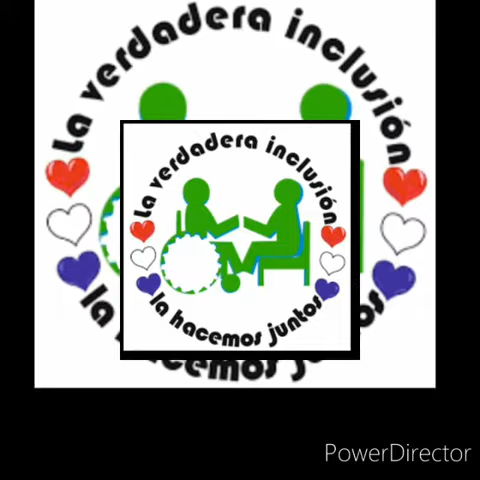 La verdadera inclusión
la hacemos juntos
La verdadera inclusión
la hacemos juntos
PowerDirector